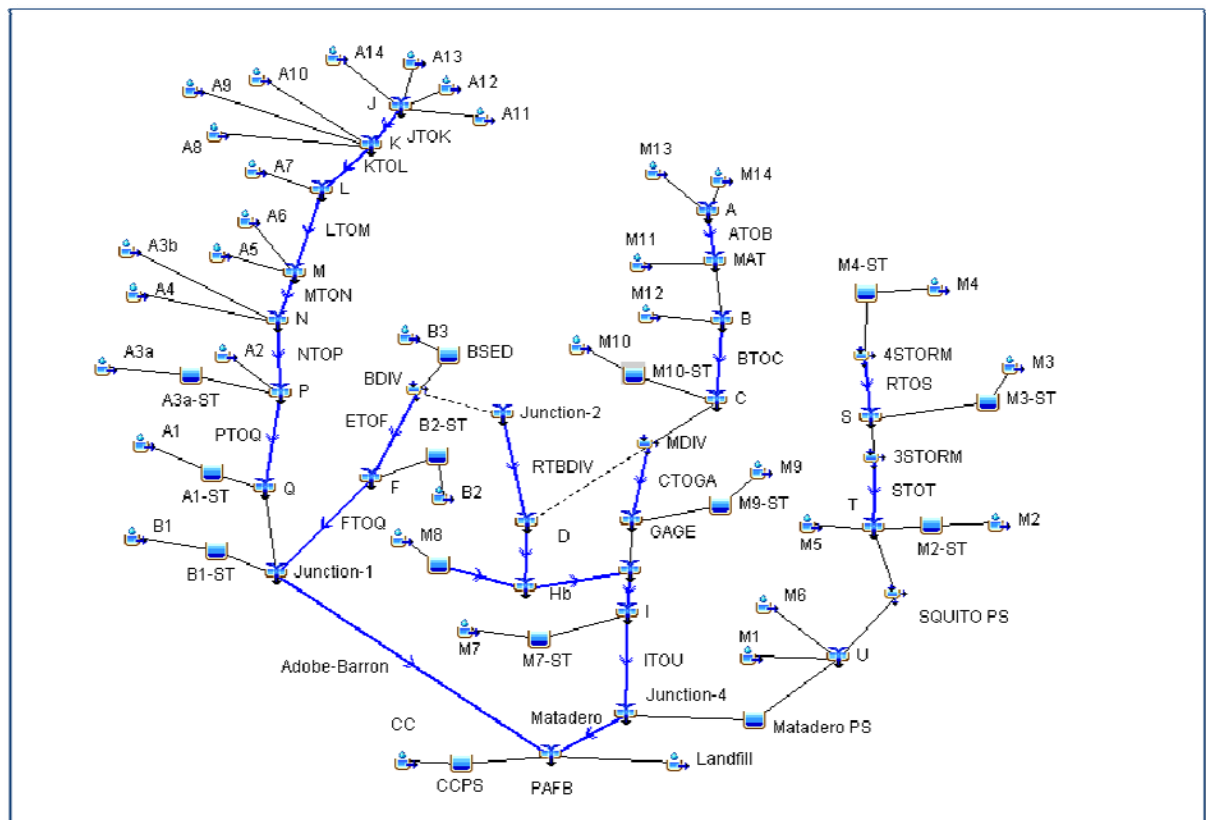 A14
A13
A10
A12
A9
J
A11
JTOK
K
A8
KTOL
M13
A7
L
M14
A
A6
LTOM
ATOB
A3b
M11
A5
MAT
M4-ST
M
M4
A4
MTON
M12
B
N
B3
BSED
M10
4STORM
A3a
A2
NTOP
BTOC
M3
BDIV
M10-ST
RTOS
P
C
A3a-ST
Junction-2
M3-ST
S
ETOF
B2-ST
A1
PTOQ
MDIV
3STORM
RTBDIV
M9
CTOGA
STOT
A1-ST
Q
F
B2
M9-ST
T
B1
FTOQ
D
GAGE
M2
M8
M5
M2-ST
B1-ST
Junction-1
Hb
M6
I
SQUITO PS
M7
M1
M7-ST
U
ITOU
Adobe-Barron
Junction-4
CC
Matadero
Matadero PS
Landfill
CCPS
PAFB